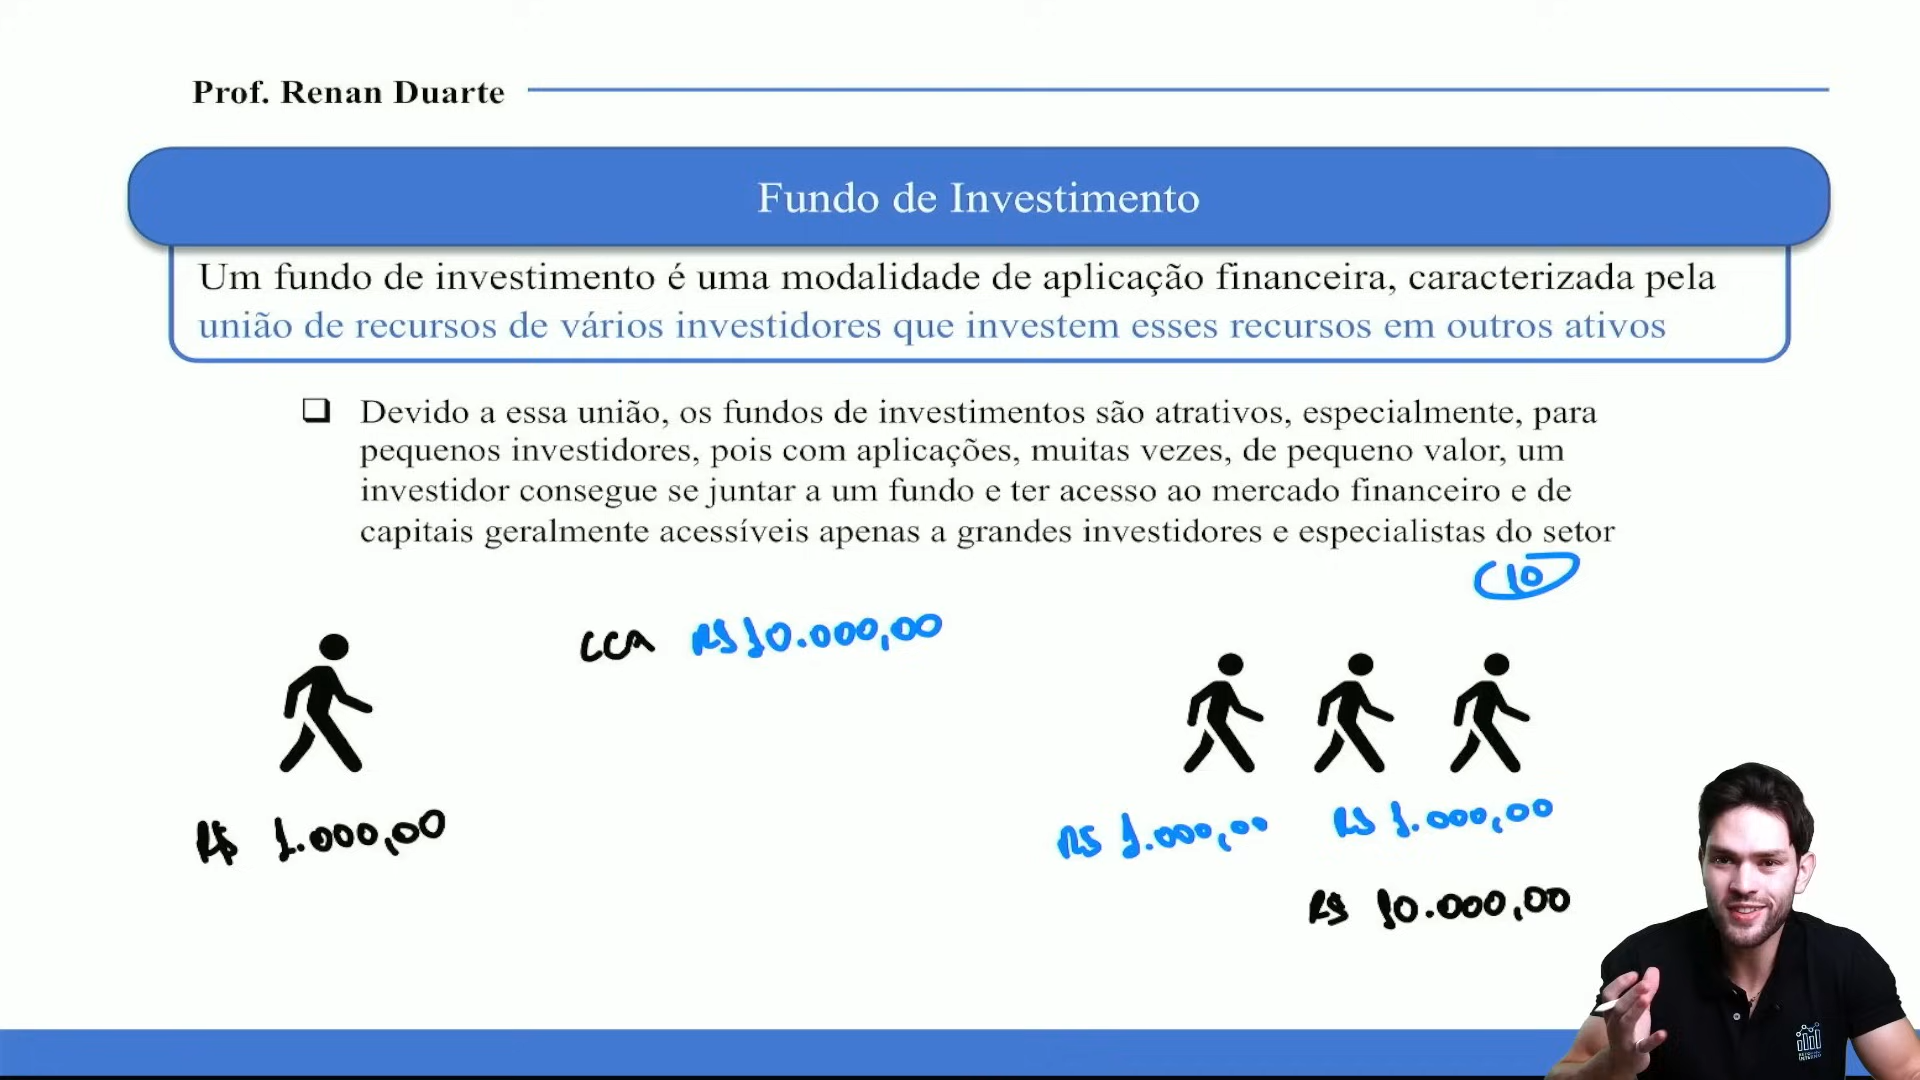 Prof. Renan Duarte
Fundo de Investimento
Um fundo de investimento é uma modalidade de aplicação financeira, caracterizada pela
união de recursos de vários investidores que investem esses recursos em outros ativos
Devido a essa união, os fundos de investimentos são atrativos, especialmente, para
pequenos investidores, pois com aplicações, muitas vezes, de pequeno valor, um
investidor consegue se juntar a um fundo e ter acesso ao mercado financeiro e de
capitais geralmente acessíveis apenas a grandes investidores e especialistas do setor
10
R$ 10.000,00
R$ 1.000,00
R$ 1.000,00 R$ 1.000,00
R$ 10.000,00